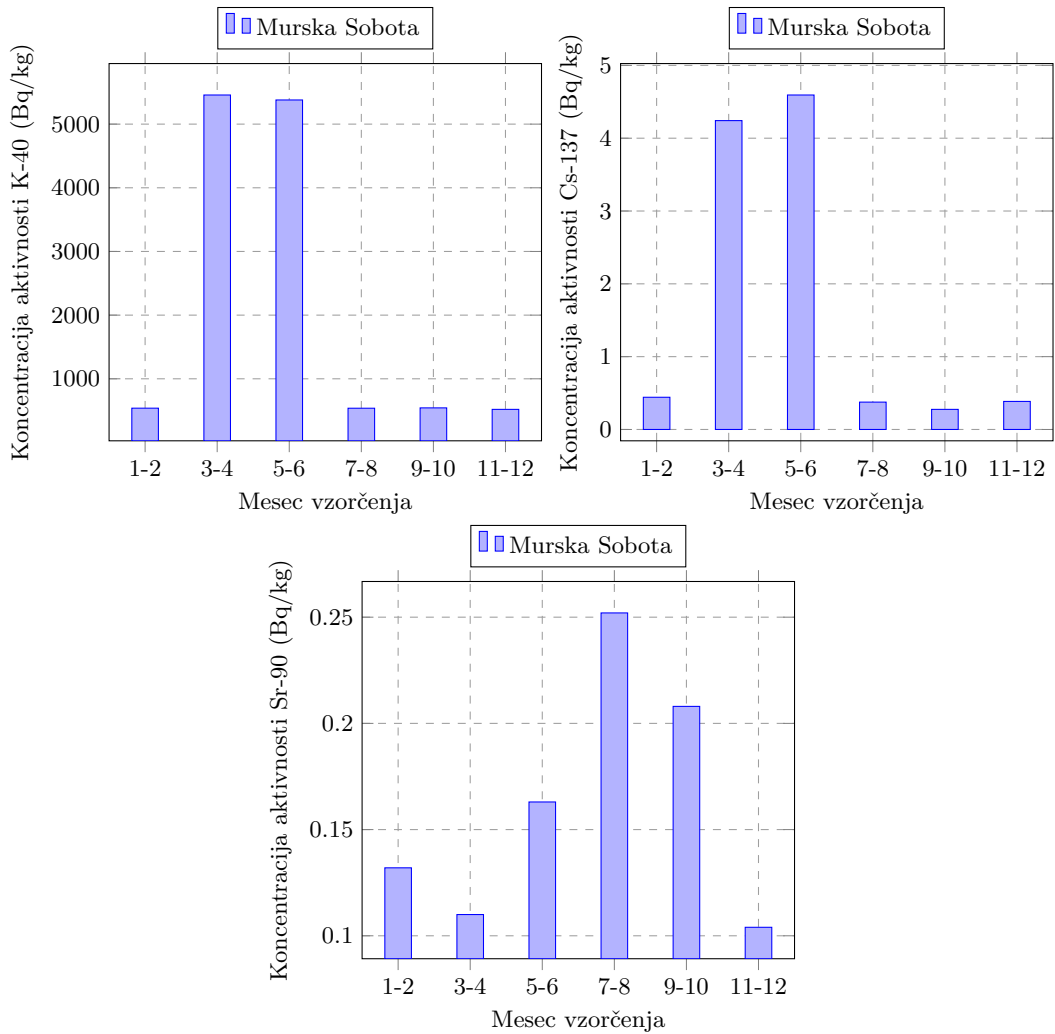 Murska Sobota
Koncentracija aktivnosti K-40 (Bq/kg)
5000
4000
3000
2000
1000
1-2 3-4 5-6 7-8 9-10 11-12
Mesec vzorčenja
Murska Sobota
Koncentracija aktivnosti Cs-137 (Bq/kg)
5
4
3
2
1
0
1-2 3-4 5-6 7-8 9-10 11-12
Mesec vzorčenja
Murska Sobota
Koncentracija aktivnosti Sr-90 (Bq/kg)
0.25
0.2
0.15
0.1
1-2 3-4 5-6 7-8 9-10 11-12
Mesec vzorčenja